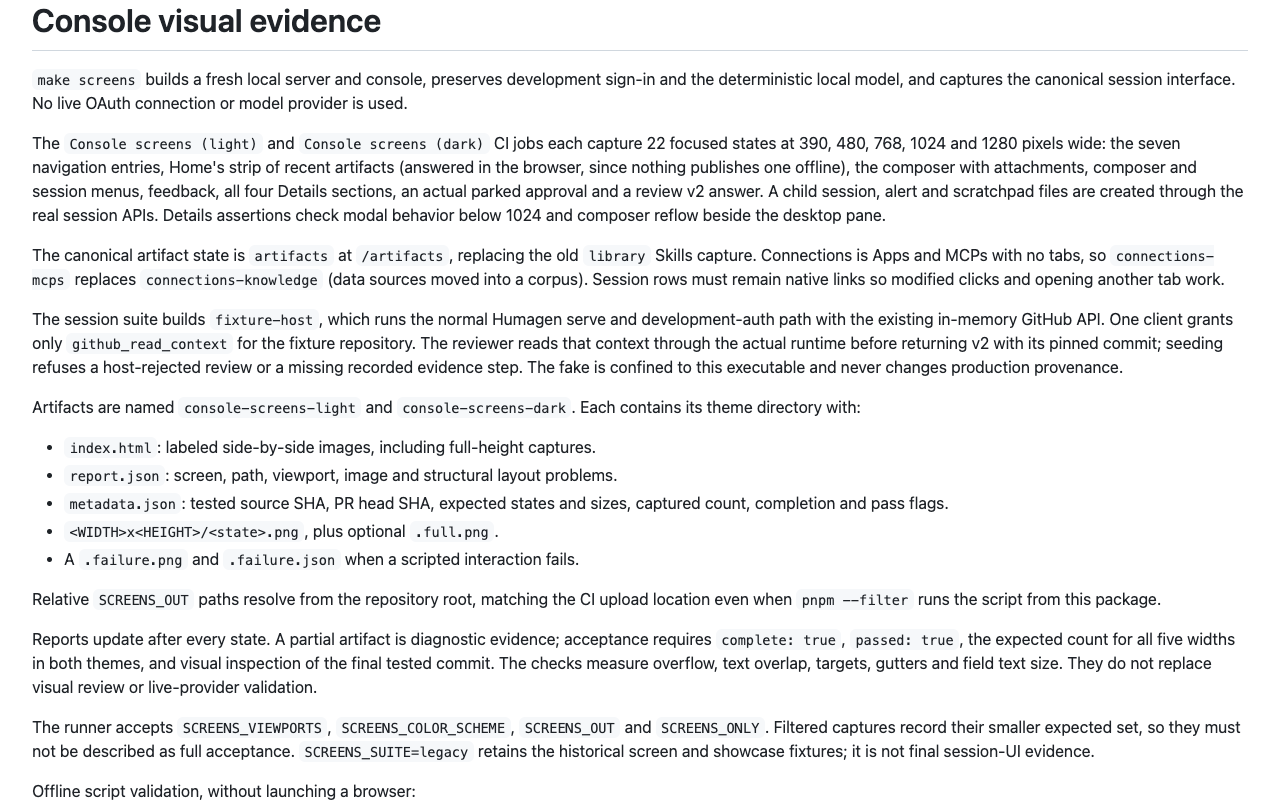 Console visual evidence
make screens builds a fresh local server and console, preserves development sign-in and the deterministic local model, and captures the canonical session interface.
No live OAuth connection or model provider is used.
The Console screens (light) and Console screens (dark) CI jobs each capture 22 focused states at 390, 480, 768, 1024 and 1280 pixels wide: the seven
navigation entries, Home's strip of recent artifacts (answered in the browser, since nothing publishes one offline), the composer with attachments, composer and
session menus, feedback, all four Details sections, an actual parked approval and a review v2 answer. A child session, alert and scratchpad files are created through the
real session APIs. Details assertions check modal behavior below 1024 and composer reflow beside the desktop pane.
The canonical artifact state is artifacts at /artifacts, replacing the old library Skills capture. Connections is Apps and MCPs with no tabs, so connections-
mcps replaces connections-knowledge (data sources moved into a corpus). Session rows must remain native links so modified clicks and opening another tab work.
The session suite builds fixture-host, which runs the normal Humagen serve and development-auth path with the existing in-memory GitHub API. One client grants
only github_read_context for the fixture repository. The reviewer reads that context through the actual runtime before returning v2 with its pinned commit; seeding
refuses a host-rejected review or a missing recorded evidence step. The fake is confined to this executable and never changes production provenance.
Artifacts are named console-screens-light and console-screens-dark. Each contains its theme directory with:
• index.html: labeled side-by-side images, including full-height captures.
• report.json: screen, path, viewport, image and structural layout problems.
• metadata.json: tested source SHA, PR head SHA, expected states and sizes, captured count, completion and pass flags.
• <WIDTH>x<HEIGHT>/<state>.png, plus optional .full.png.
• A .failure.png and .failure.json when a scripted interaction fails.
Relative SCREENS_OUT paths resolve from the repository root, matching the CI upload location even when pnpm --filter runs the script from this package.
Reports update after every state. A partial artifact is diagnostic evidence; acceptance requires complete: true, passed: true, the expected count for all five widths
in both themes, and visual inspection of the final tested commit. The checks measure overflow, text overlap, targets, gutters and field text size. They do not replace
visual review or live-provider validation.
The runner accepts SCREENS_VIEWPORTS, SCREENS_COLOR_SCHEME, SCREENS_OUT and SCREENS_ONLY. Filtered captures record their smaller expected set, so they must
not be described as full acceptance. SCREENS_SUITE=legacy retains the historical screen and showcase fixtures; it is not final session-UI evidence.
Offline script validation, without launching a browser: